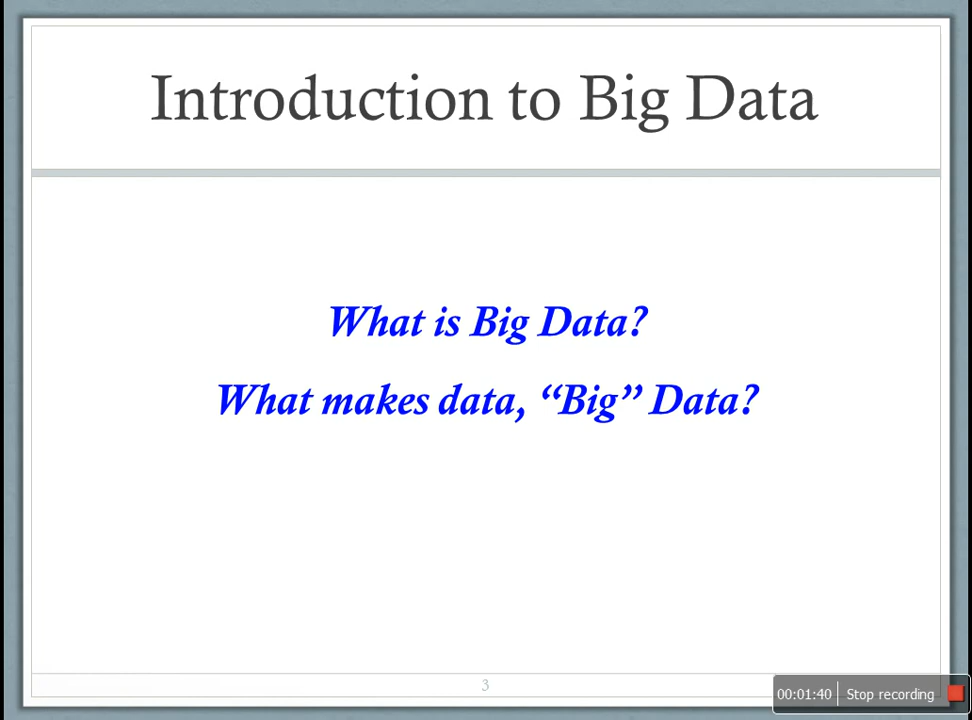 Introduction to Big Data
What is Big Data?
What makes data, “Big” Data?
3
00:01:40 Stop recording